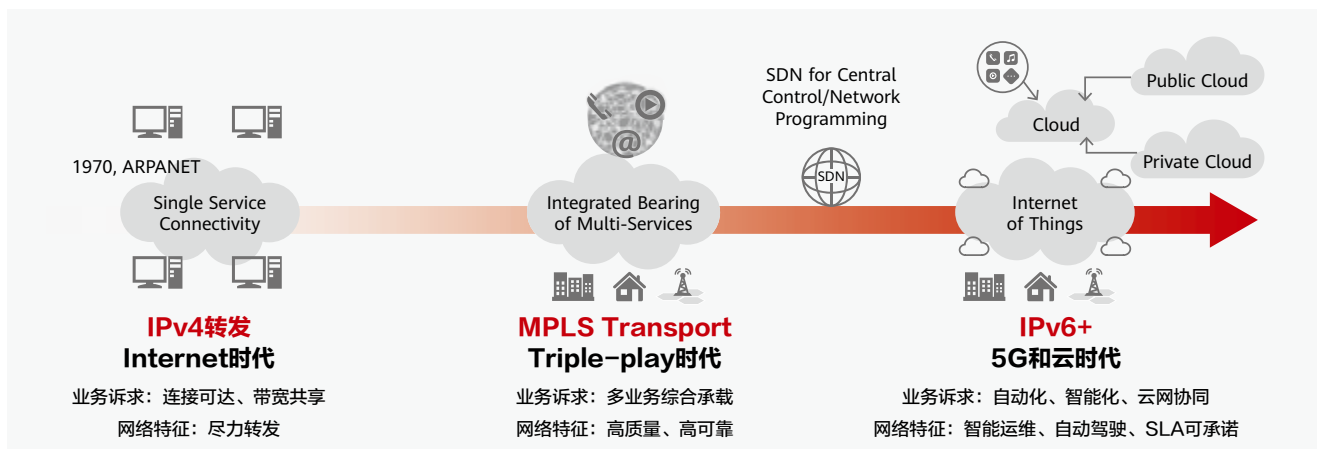 1970, ARPANET
Single Service
Connectivity
IPv4转发
Internet时代
业务诉求：连接可达、带宽共享
网络特征：尽力转发
@
Integrated Bearing
of Multi-Services
MPLS Transport
Triple-play时代
业务诉求：多业务综合承载
网络特征：高质量、高可靠
SDN for Central
Control/Network
Programming
SDN
Cloud
Public Cloud
Private Cloud
Internet
of Things
IPv6+
5G和云时代
业务诉求：自动化、智能化、云网协同
网络特征：智能运维、自动驾驶、SLA可承诺